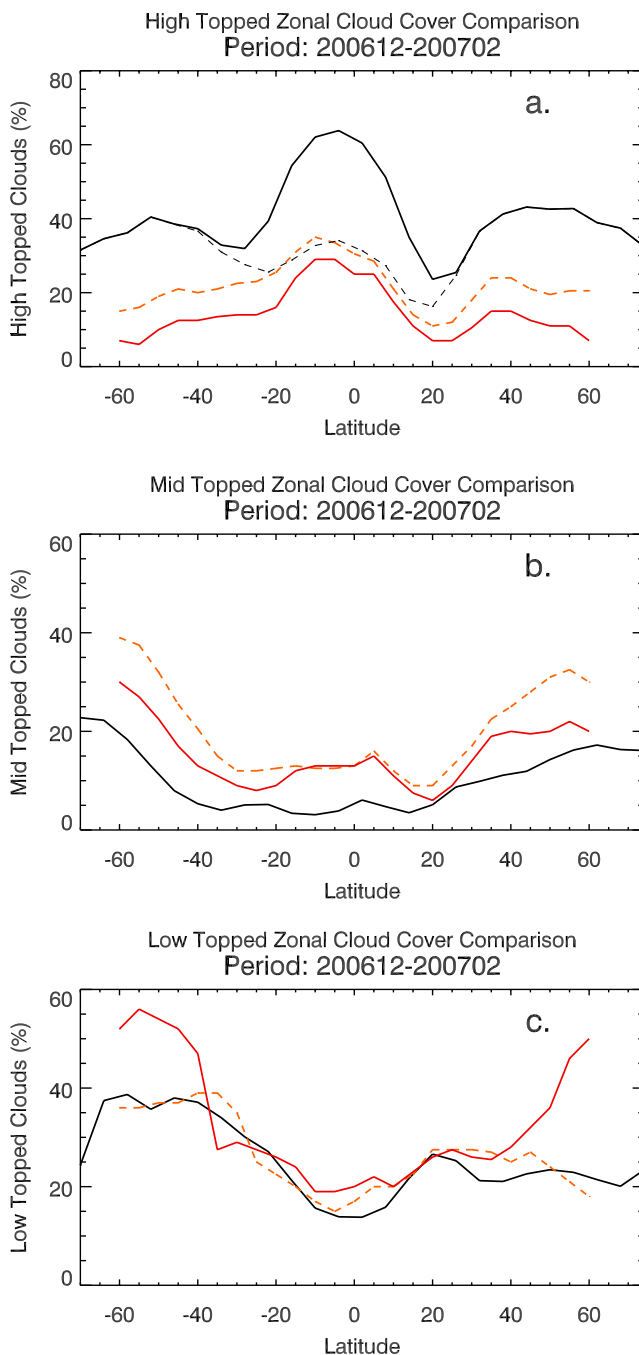 High Topped Zonal Cloud Cover Comparison
Period: 200612-200702
a.
High Topped Clouds (%)
80
60
40
20
0
-60 -40 -20 0 20 40 60
Latitude
Mid Topped Zonal Cloud Cover Comparison
Period: 200612-200702
b.
Mid Topped Clouds (%)
60
40
20
0
-60 -40 -20 0 20 40 60
Latitude
Low Topped Zonal Cloud Cover Comparison
Period: 200612-200702
c.
Low Topped Clouds (%)
60
40
20
0
-60 -40 -20 0 20 40 60
Latitude